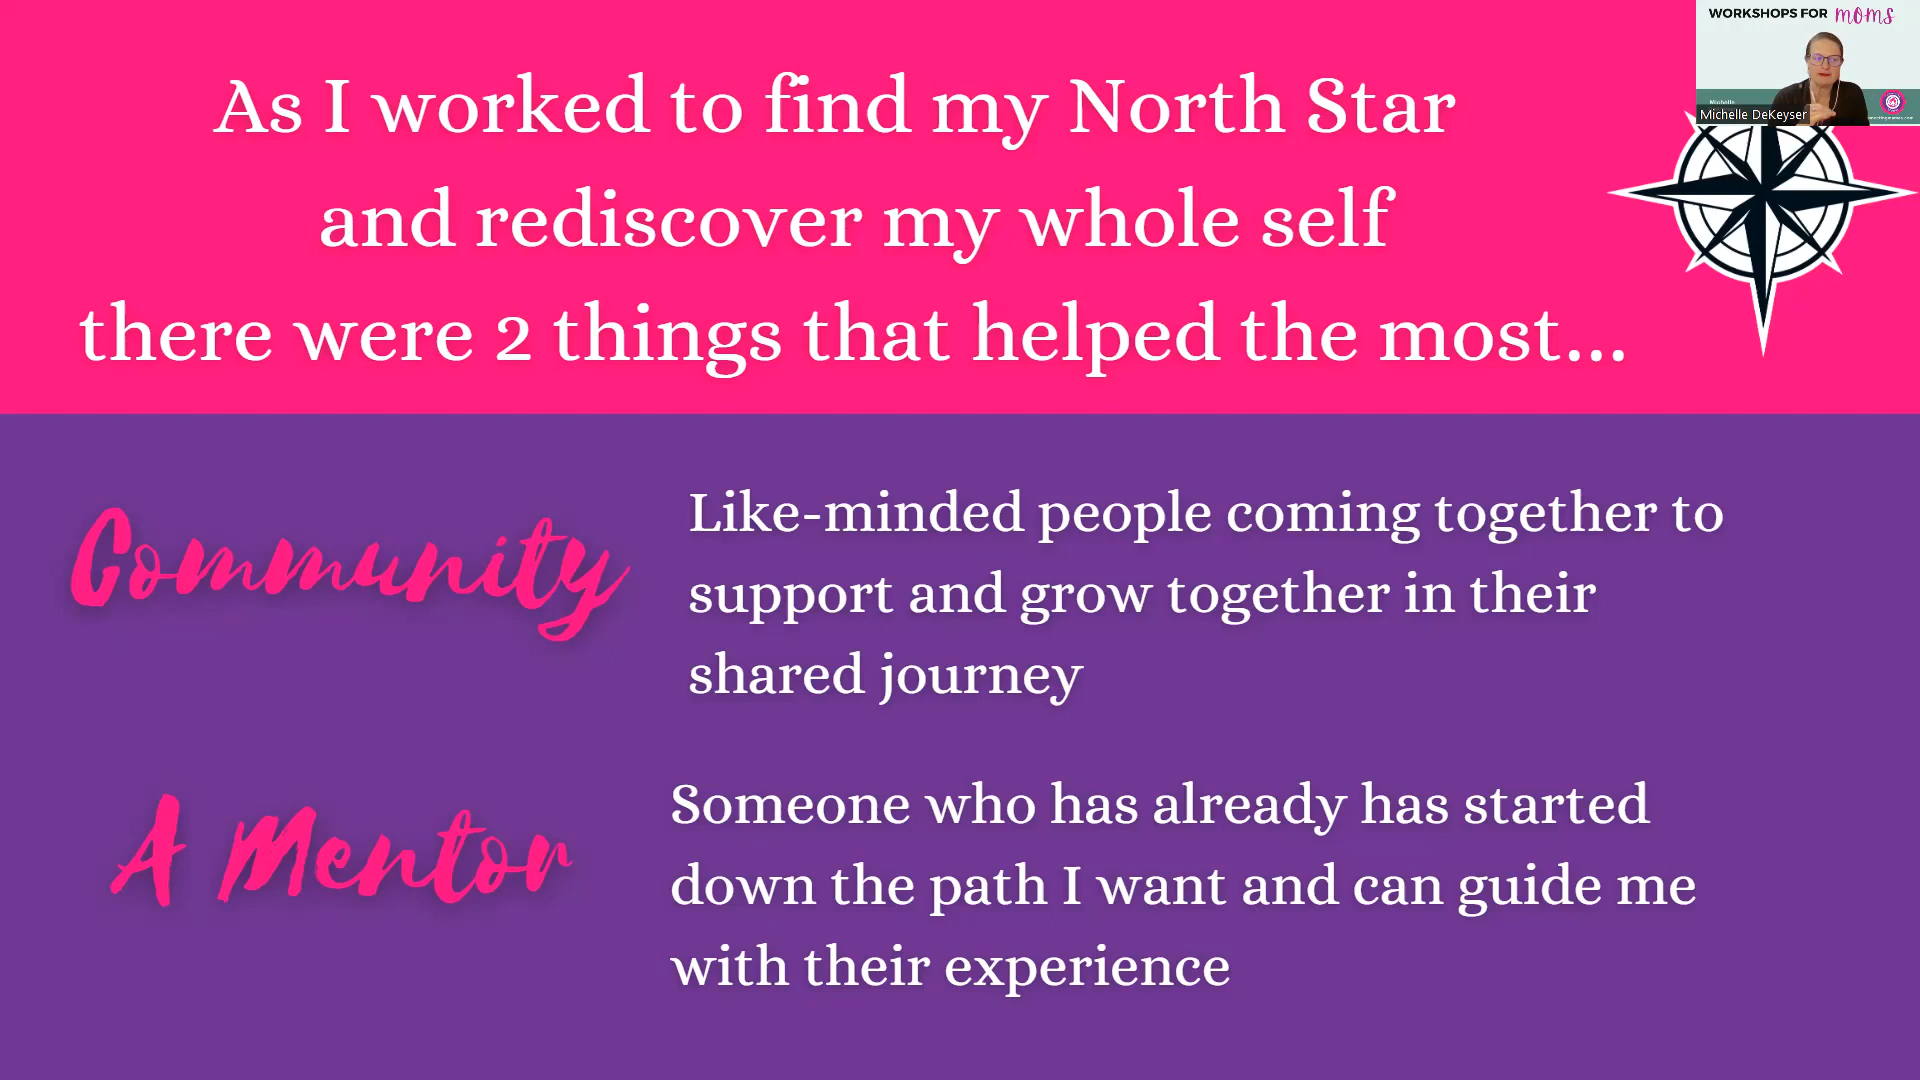 WORKSHOPS FOR moms
Michelle
Michelle DeKeyser
As I worked to find my North Star
and rediscover my whole self
there were 2 things that helped the most...
Community
Like-minded people coming together to
support and grow together in their
shared journey
A Mentor
Someone who has already has started
down the path I want and can guide me
with their experience